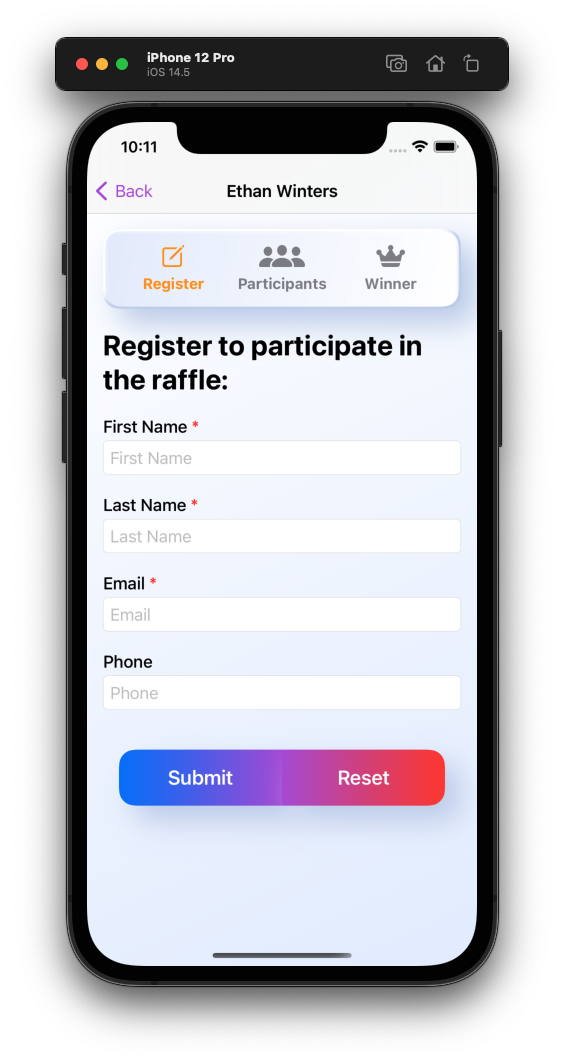 iPhone 12 Pro
iOS 14.5
10:11
Back
Ethan Winters
Register
Participants
Winner
Register to participate in
the raffle:
First Name *
First Name
Last Name *
Last Name
Email *
Email
Phone
Phone
Submit
Reset